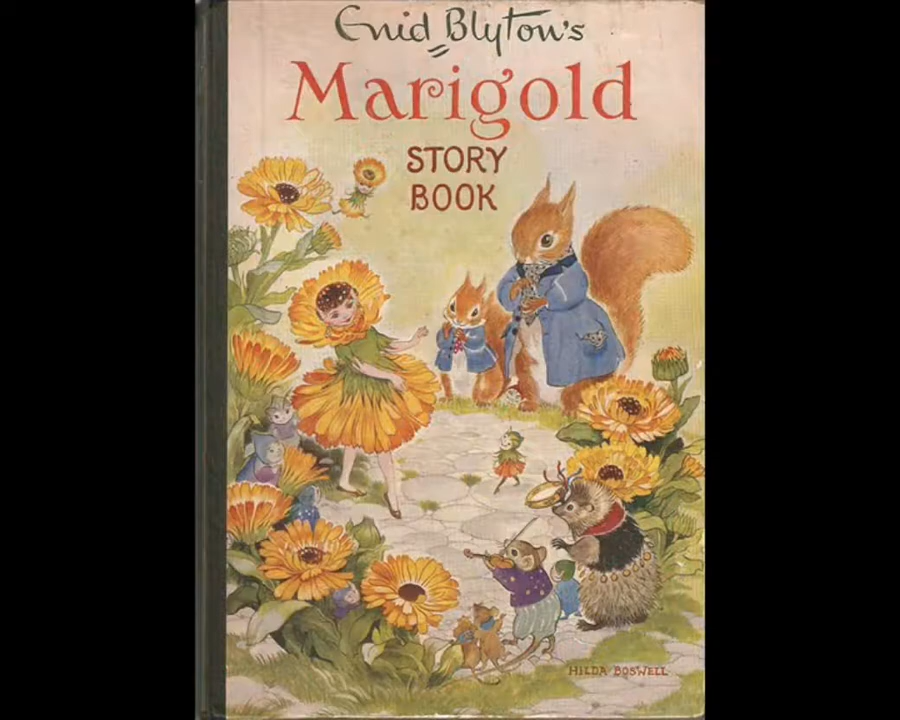 Enid Blyton's
Marigold
STORY
BOOK
HILDA BOSWELL